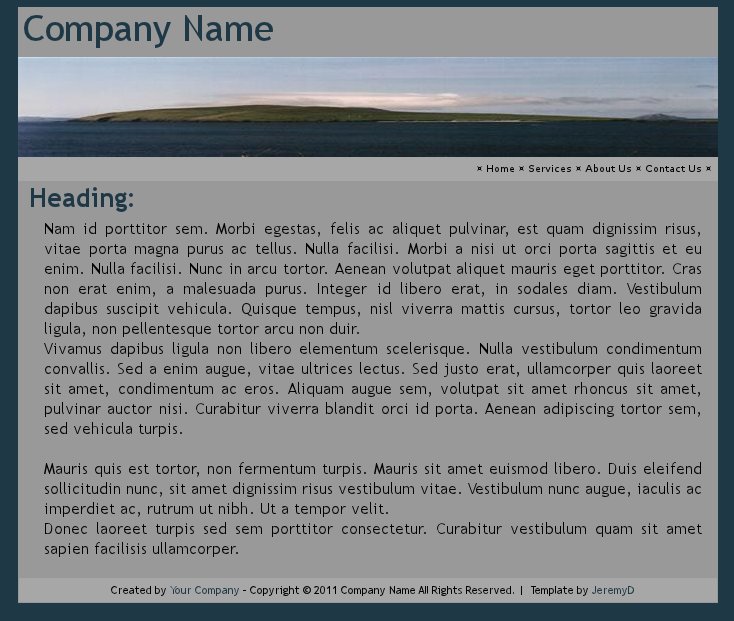 Company Name
¤ Home ¤ Services ¤ About Us ¤ Contact Us ¤
Heading:
Nam id porttitor sem. Morbi egestas, felis ac aliquet pulvinar, est quam dignissim risus,
vitae porta magna purus ac tellus. Nulla facilisi. Morbi a nisi ut orci porta sagittis et eu
enim. Nulla facilisi. Nunc in arcu tortor. Aenean volutpat aliquet mauris eget porttitor. Cras
non erat enim, a malesuada purus. Integer id libero erat, in sodales diam. Vestibulum
dapibus suscipit vehicula. Quisque tempus, nisl viverra mattis cursus, tortor leo gravida
ligula, non pellentesque tortor arcu non duir.
Vivamus dapibus ligula non libero elementum scelerisque. Nulla vestibulum condimentum
convallis. Sed a enim augue, vitae ultrices lectus. Sed justo erat, ullamcorper quis laoreet
sit amet, condimentum ac eros. Aliquam augue sem, volutpat sit amet rhoncus sit amet,
pulvinar auctor nisi. Curabitur viverra blandit orci id porta. Aenean adipiscing tortor sem,
sed vehicula turpis.
Mauris quis est tortor, non fermentum turpis. Mauris sit amet euismod libero. Duis eleifend
sollicitudin nunc, sit amet dignissim risus vestibulum vitae. Vestibulum nunc augue, iaculis ac
imperdiet ac, rutrum ut nibh. Ut a tempor velit.
Donec laoreet turpis sed sem porttitor consectetur. Curabitur vestibulum quam sit amet
sapien facilisis ullamcorper.
Created by Your Company - Copyright © 2011 Company Name All Rights Reserved. | Template by JeremyD